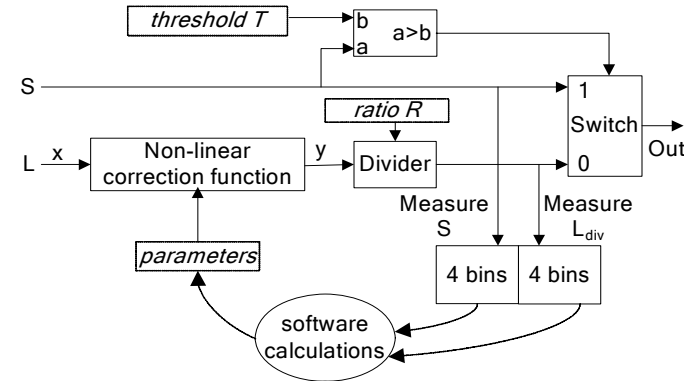 threshold T
b
a
a>b
S
1
ratio R
Switch
L
x
Non-linear
correction function
y
Divider
0
Out
Measure
S
Measure
Ldiv
parameters
4 bins
4 bins
software
calculations